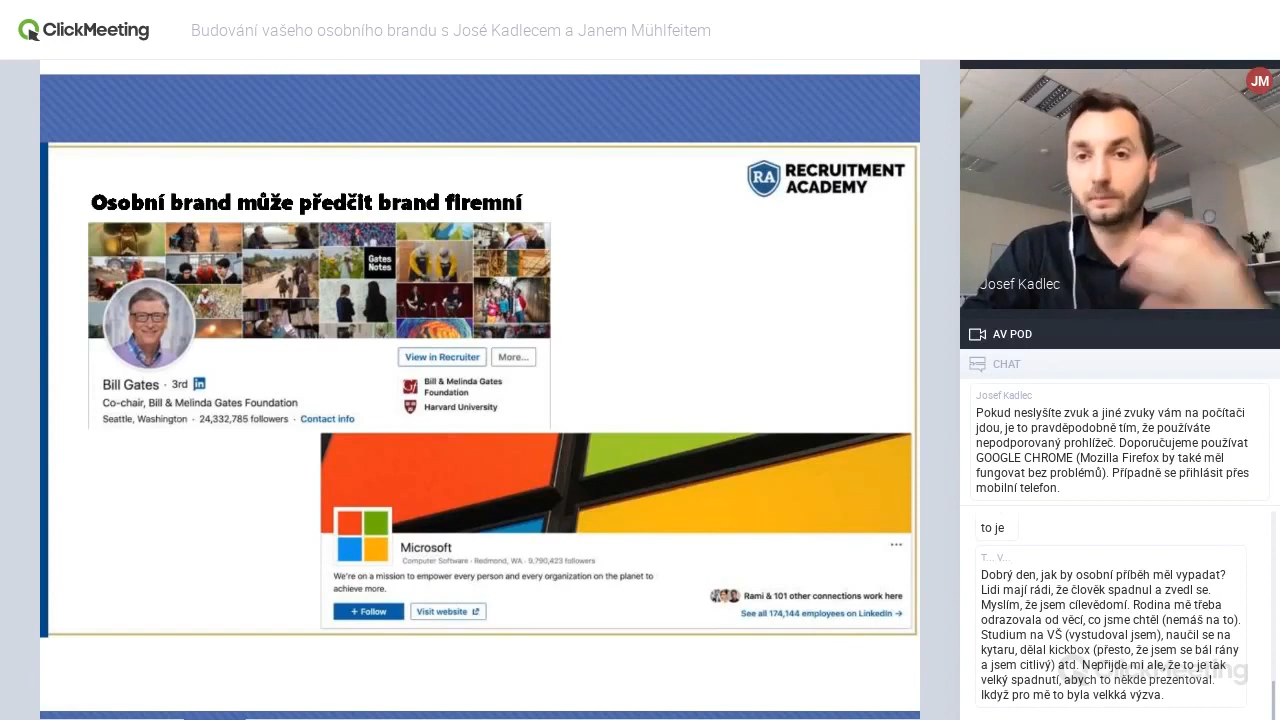 ClickMeeting
Budování vašeho osobního brandu s José Kadlecem a Janem Mühlfeitem
RA
RECRUITMENT
ACADEMY
Osobní brand může předčit brand firemní
Gates
Notes
View in Recruiter
More...
Bill Gates · 3rd in
Co-chair, Bill & Melinda Gates Foundation
Seattle, Washington · 24,332,785 followers · Contact info
Bill & Melinda Gates
Foundation
Harvard University
Microsoft
Computer Software · Redmond, WA · 9,790,423 followers
We're on a mission to empower every person and every organization on the planet to
achieve more.
+ Follow
Visit website
Rami & 101 other connections work here
See all 174,144 employees on LinkedIn →
JM
Josef Kadlec
AV POD
CHAT
Josef Kadlec
Pokud neslyšíte zvuk a jiné zvuky vám na počítači
jdou, je to pravděpodobně tím, že používáte
nepodporovaný prohlížeč. Doporučujeme používat
GOOGLE CHROME (Mozilla Firefox by také měl
fungovat bez problémů). Případně se přihlásit přes
mobilní telefon.
to je
T... V...
Dobrý den, jak by osobní příběh měl vypadat?
Lidi mají rádi, že člověk spadnul a zvedl se.
Myslím, že jsem cílevědomí. Rodina mě třeba
odrazovala od věcí, co jsme chtěl (nemáš na to).
Studium na VŠ (vystudoval jsem), naučil se na
kytaru, dělal kickbox (přesto, že jsem se bál rány
a jsem citlivý) atd. Nepřijde mi ale, že to je tak
velký spadnutí, abych to někde prezentoval.
Ikdyž pro mě to byla velkká výzva.
ClickMeeting